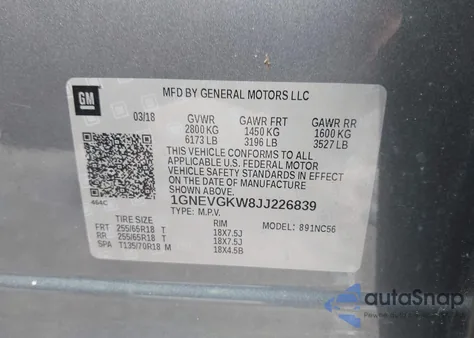 GM
MFD BY GENERAL MOTORS LLC
03/18 GVWR GAWR FRT GAWR RR
2800 KG 1450 KG 1600 KG
6173 LB 3196 LB 3527 LB
THIS VEHICLE CONFORMS TO ALL
APPLICABLE U.S. FEDERAL MOTOR
VEHICLE SAFETY STANDARDS IN EFFECT
ON THE DATE OF MANUFACTURE
SHOWN ABOVE.
464C
1GNEVGKW8JJ226839
TYPE: M.P.V. MODEL: 891NC56
TIRE SIZE RIM
FRT 255/65R18 T 18X7.5J
RR 255/65R18 T 18X7.5J
SPA T135/70R18 M 18X4.5B
autoSnap